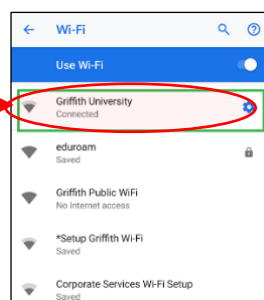 Wi-Fi
Use Wi-Fi
Griffith University
Connected
eduroam
Saved
Griffith Public WiFi
No Internet access
*Setup Griffith Wi-Fi
Saved
Corporate Services Wi-Fi Setup
Saved